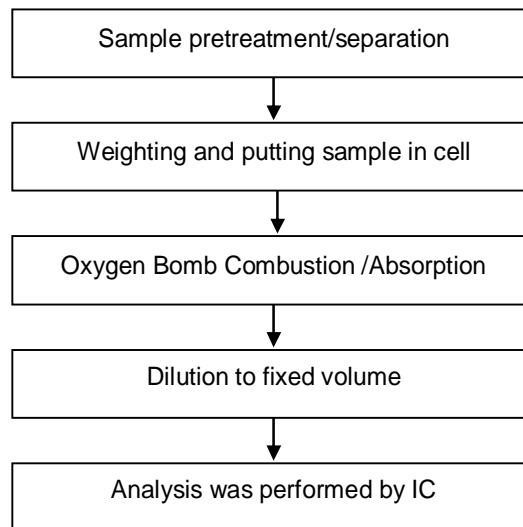 Sample pretreatment/separation
Weighting and putting sample in cell
Oxygen Bomb Combustion /Absorption
Dilution to fixed volume
Analysis was performed by IC